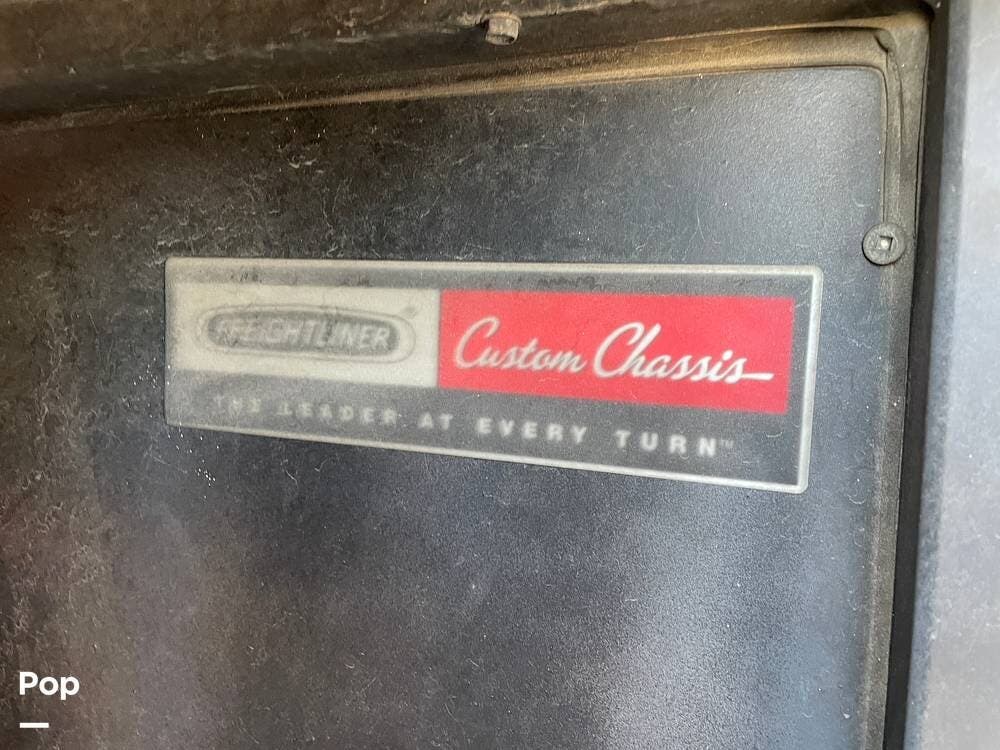 FREIGHTLINER
Custom Chassis
THE LEADER AT EVERY TURN™
Pop